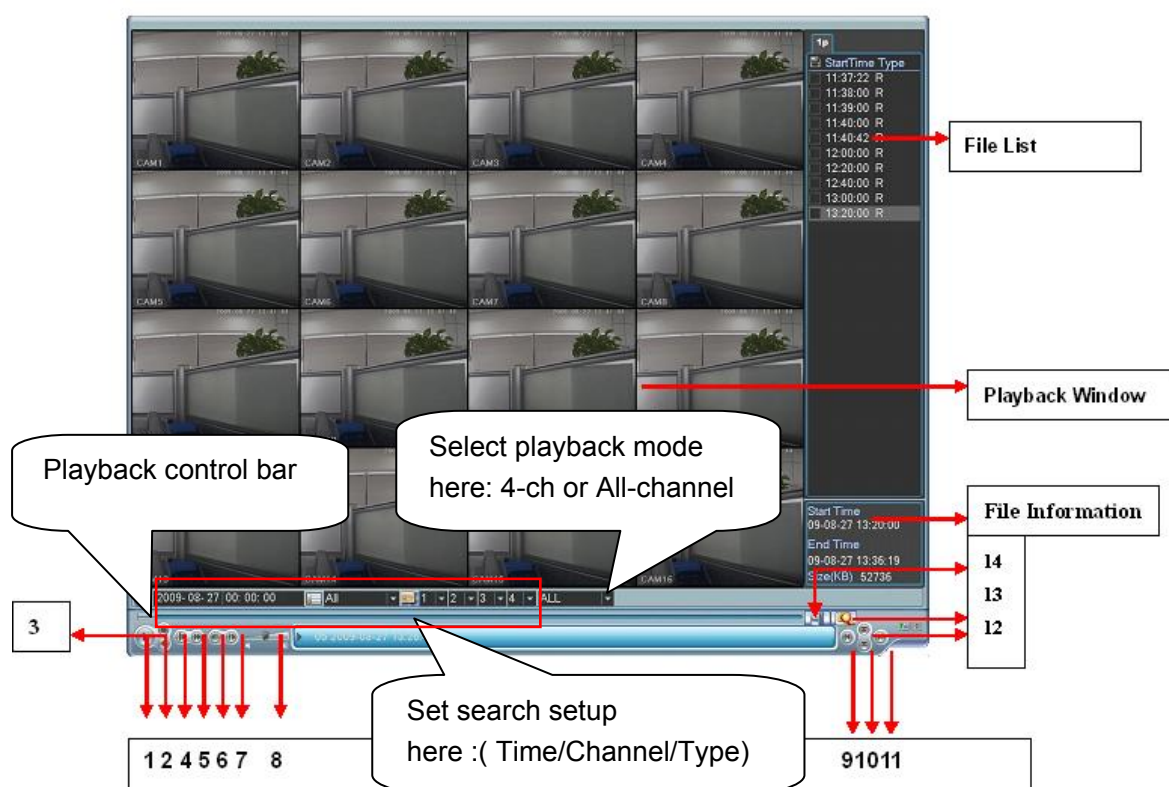 1p
StartTime Type
11:37:22 R
11:38:00 R
11:39:00 R
11:40:00 R
11:40:42 R
12:00:00 R
12:20:00 R
12:40:00 R
13:00:00 R
13:20:00 R
File List
CAM1 CAM2 CAM3 CAM4
CAM5 CAM6 CAM7 CAM8
Playback Window
Playback control bar
Select playback mode
here: 4-ch or All-channel
Start Time
09-08-27 13:20:00
End Time
09-08-27 13:36:19
Size(KB) 52736
File Information
14
13
12
CAM14 CAM16
2009-08-27 00:00:00 All 1 2 3 4 ALL
3
Set search setup
here :( Time/Channel/Type)
1 2 4 5 6 7 8
91011